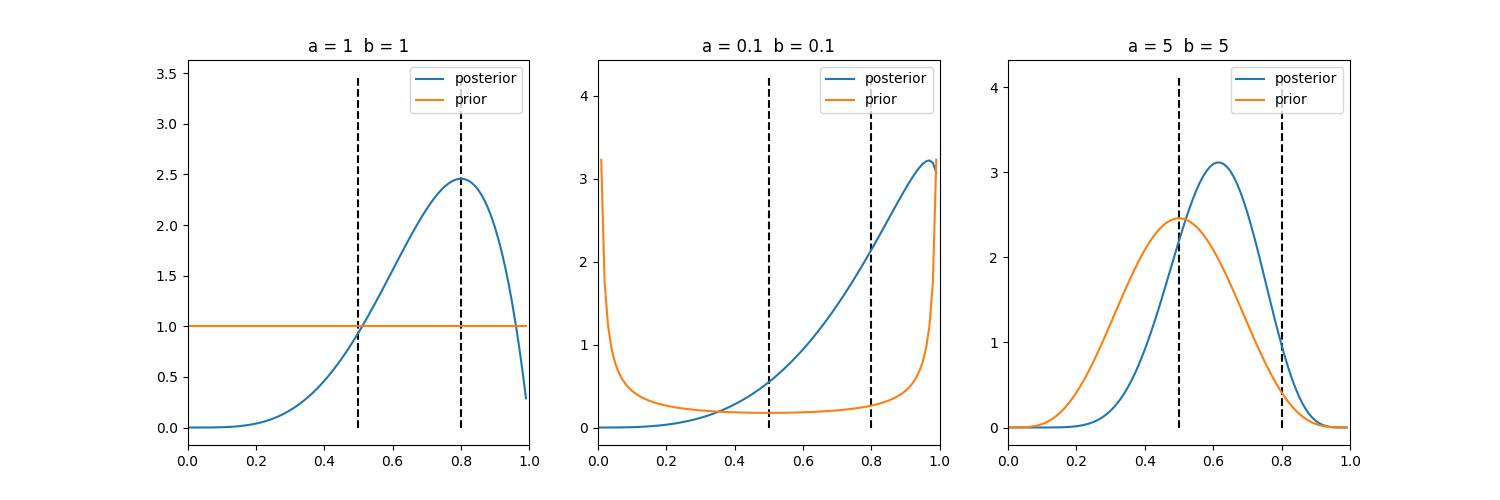 a = 1  b = 1
posterior
prior
3.5
3.0
2.5
2.0
1.5
1.0
0.5
0.0
0.0 0.2 0.4 0.6 0.8 1.0
a = 0.1  b = 0.1
posterior
prior
4
3
2
1
0
0.0 0.2 0.4 0.6 0.8 1.0
a = 5  b = 5
posterior
prior
4
3
2
1
0
0.0 0.2 0.4 0.6 0.8 1.0